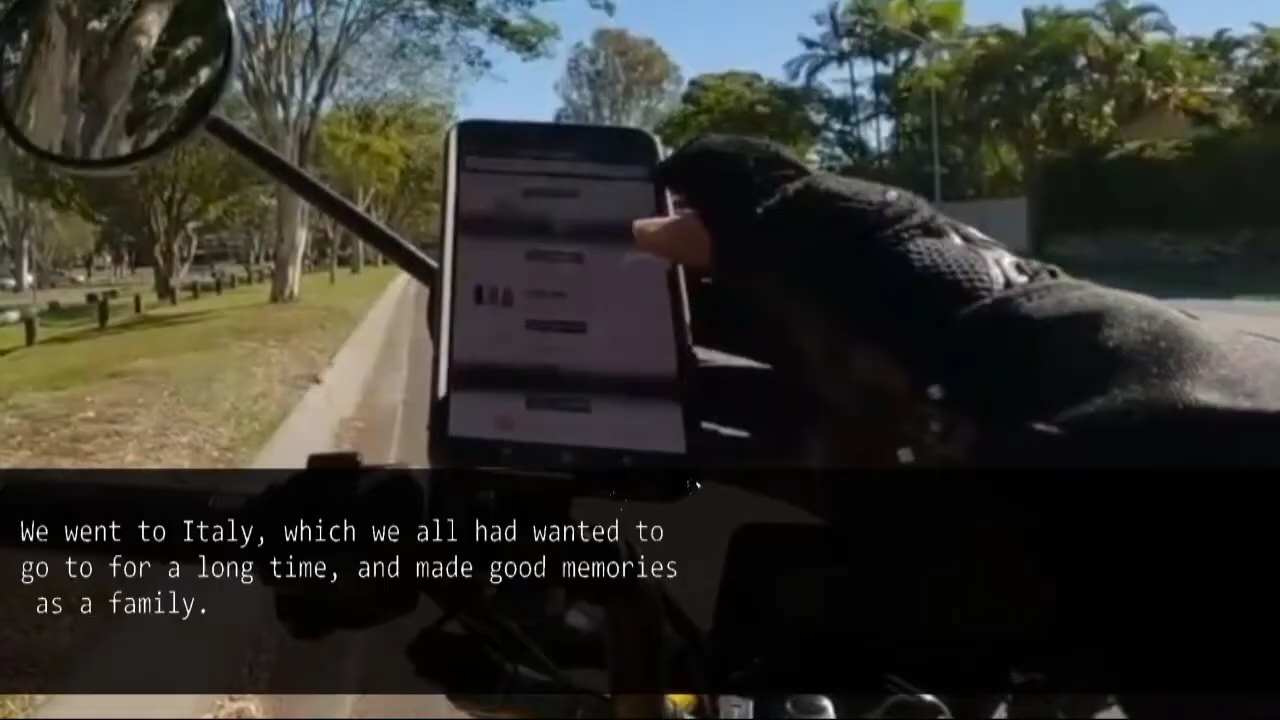 We went to Italy, which we all had wanted to
go to for a long time, and made good memories
as a family.